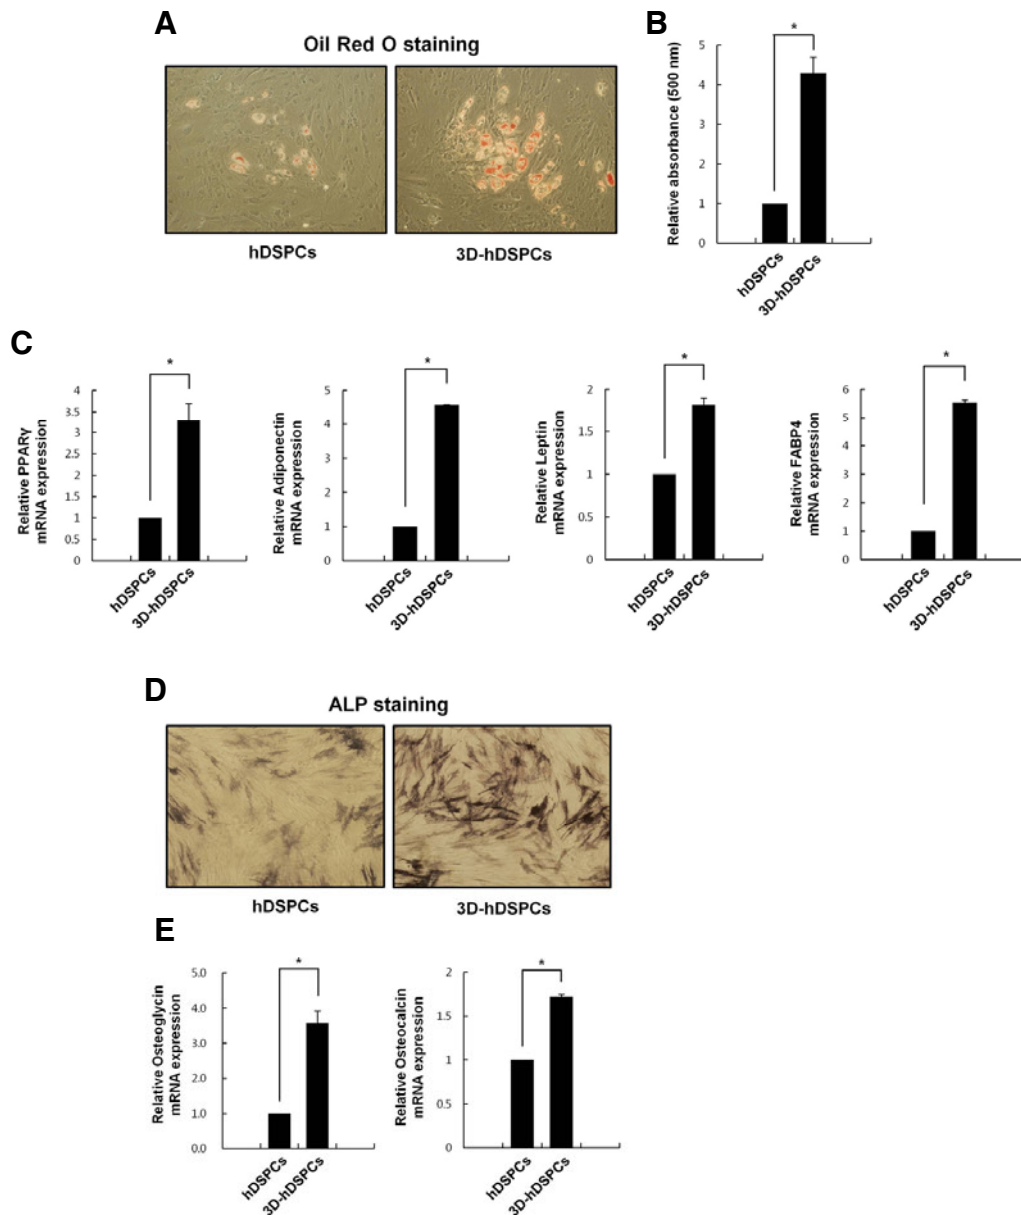 A
Oil Red O staining
hDSPCs
3D-hDSPCs
B
Relative absorbance (500 nm)
5
4
3
2
1
0
*
hDSPCs
3D-hDSPCs
C
Relative PPARγ
mRNA expression
4
3.5
3
2.5
2
1.5
1
0.5
0
*
hDSPCs
3D-hDSPCs
Relative Adiponectin
mRNA expression
5
4
3
2
1
0
*
hDSPCs
3D-hDSPCs
Relative Leptin
mRNA expression
2
1.5
1
0.5
0
*
hDSPCs
3D-hDSPCs
Relative FABP4
mRNA expression
6
5
4
3
2
1
0
*
hDSPCs
3D-hDSPCs
D
ALP staining
hDSPCs
3D-hDSPCs
E
Relative Osteoglycin
mRNA expression
5.0
4.0
3.0
2.0
1.0
0.0
*
hDSPCs
3D-hDSPCs
Relative Osteocalcin
mRNA expression
2
1.5
1
0.5
0
*
hDSPCs
3D-hDSPCs